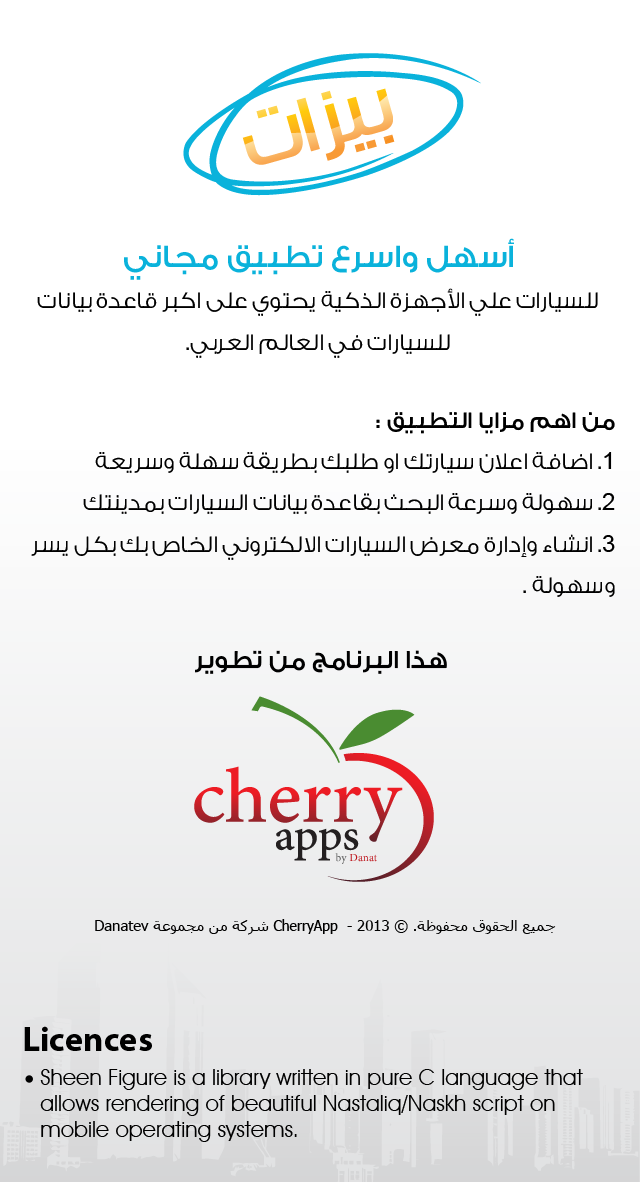 بيزات
أسهل واسرع تطبيق مجاني
للسيارات علي الأجهزة الذكية يحتوي على اكبر قاعدة بيانات
للسيارات في العالم العربي.
من اهم مزايا التطبيق :
1. اضافة اعلان سيارتك او طلبك بطريقة سهلة وسريعة
2. سهولة وسرعة البحث بقاعدة بيانات السيارات بمدينتك
3. انشاء وإدارة معرض السيارات الالكتروني الخاص بك بكل يسر
وسهولة .
هذا البرنامج من تطوير
cherry
apps
by Danat
جميع الحقوق محفوظة. © 2013 - CherryApp شركة من مجموعة Danatev
Licences
• Sheen Figure is a library written in pure C language that
allows rendering of beautiful Nastaliq/Naskh script on
mobile operating systems.